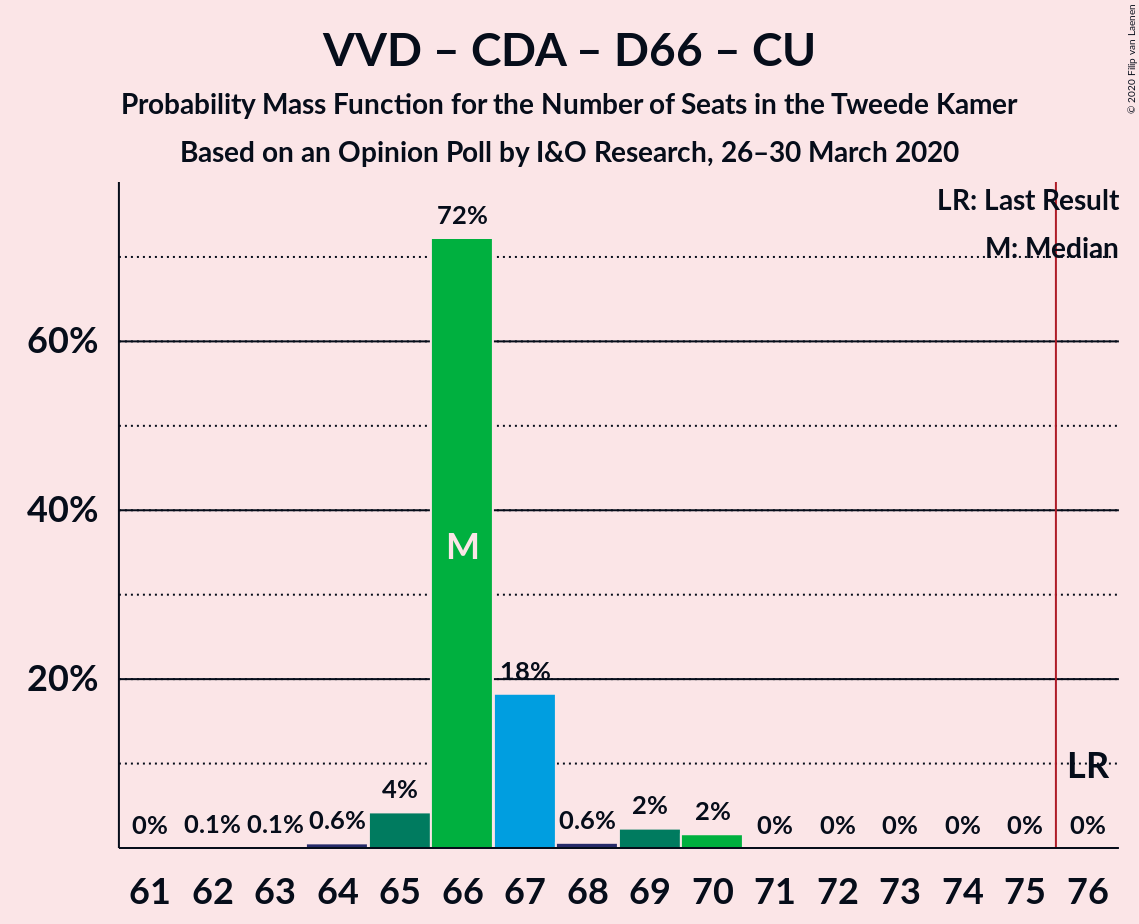 VVD – CDA – D66 – CU
Probability Mass Function for the Number of Seats in the Tweede Kamer
Based on an Opinion Poll by I&O Research, 26–30 March 2020
© 2020 Filip van Laenen
LR: Last Result
M: Median
72%
60%
40%
M
20%
18%
LR
0% 0.1% 0.1% 0.6% 4% 0.6% 2% 2% 0% 0% 0% 0% 0% 0%
61 62 63 64 65 66 67 68 69 70 71 72 73 74 75 76